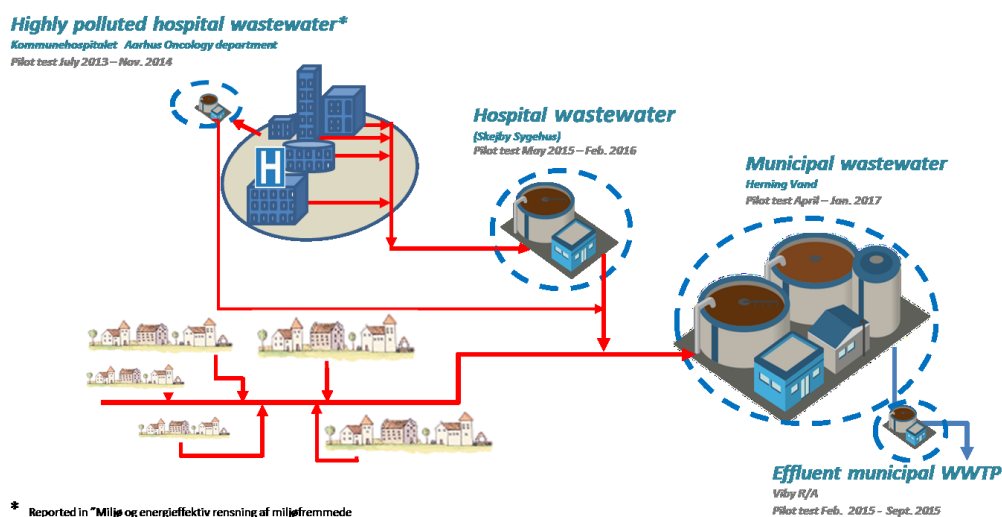 Highly polluted hospital wastewater*
Kommunehospitalet Aarhus Oncology department
Pilot test July 2013 – Nov. 2014
H
Hospital wastewater
(Skejby Sygehus)
Pilot test May 2015 – Feb. 2016
Municipal wastewater
Herning Vand
Pilot test April – Jan. 2017
Effluent municipal WWTP
Viby R/A
Pilot test Feb. 2015 - Sept. 2015
* Reported in "Miljø og energieffektiv rensning af miljøfremmede